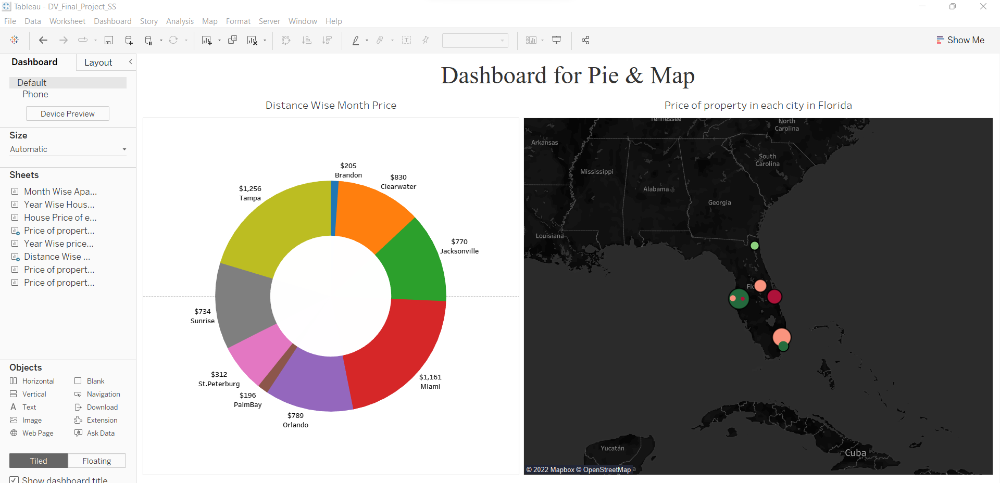 Tableau - DV_Final_Project_SS
File Data Worksheet Dashboard Story Analysis Map Format Server Window Help
Show Me
Dashboard Layout
Default
Phone
Device Preview
Size
Automatic
Sheets
Month Wise Apa...
Year Wise Hous...
House Price of e...
Price of propert...
Year Wise price...
Distance Wise ...
Price of propert...
Price of propert...
Objects
Horizontal Blank
Vertical Navigation
Text Download
Image Extension
Web Page Ask Data
Tiled Floating
Show dashboard title
Dashboard for Pie & Map
Distance Wise Month Price
$205
Brandon
$830
Clearwater
$1,256
Tampa
$770
Jacksonville
$734
Sunrise
$312
St.Peterburg
$196
PalmBay
$789
Orlando
$1,161
Miami
Price of property in each city in Florida
Tennessee
North
Carolina
Arkansas
South
Carolina
Mississippi
Alabama
Georgia
Louisiana
Yucatán
Cuba
© 2022 Mapbox © OpenStreetMap